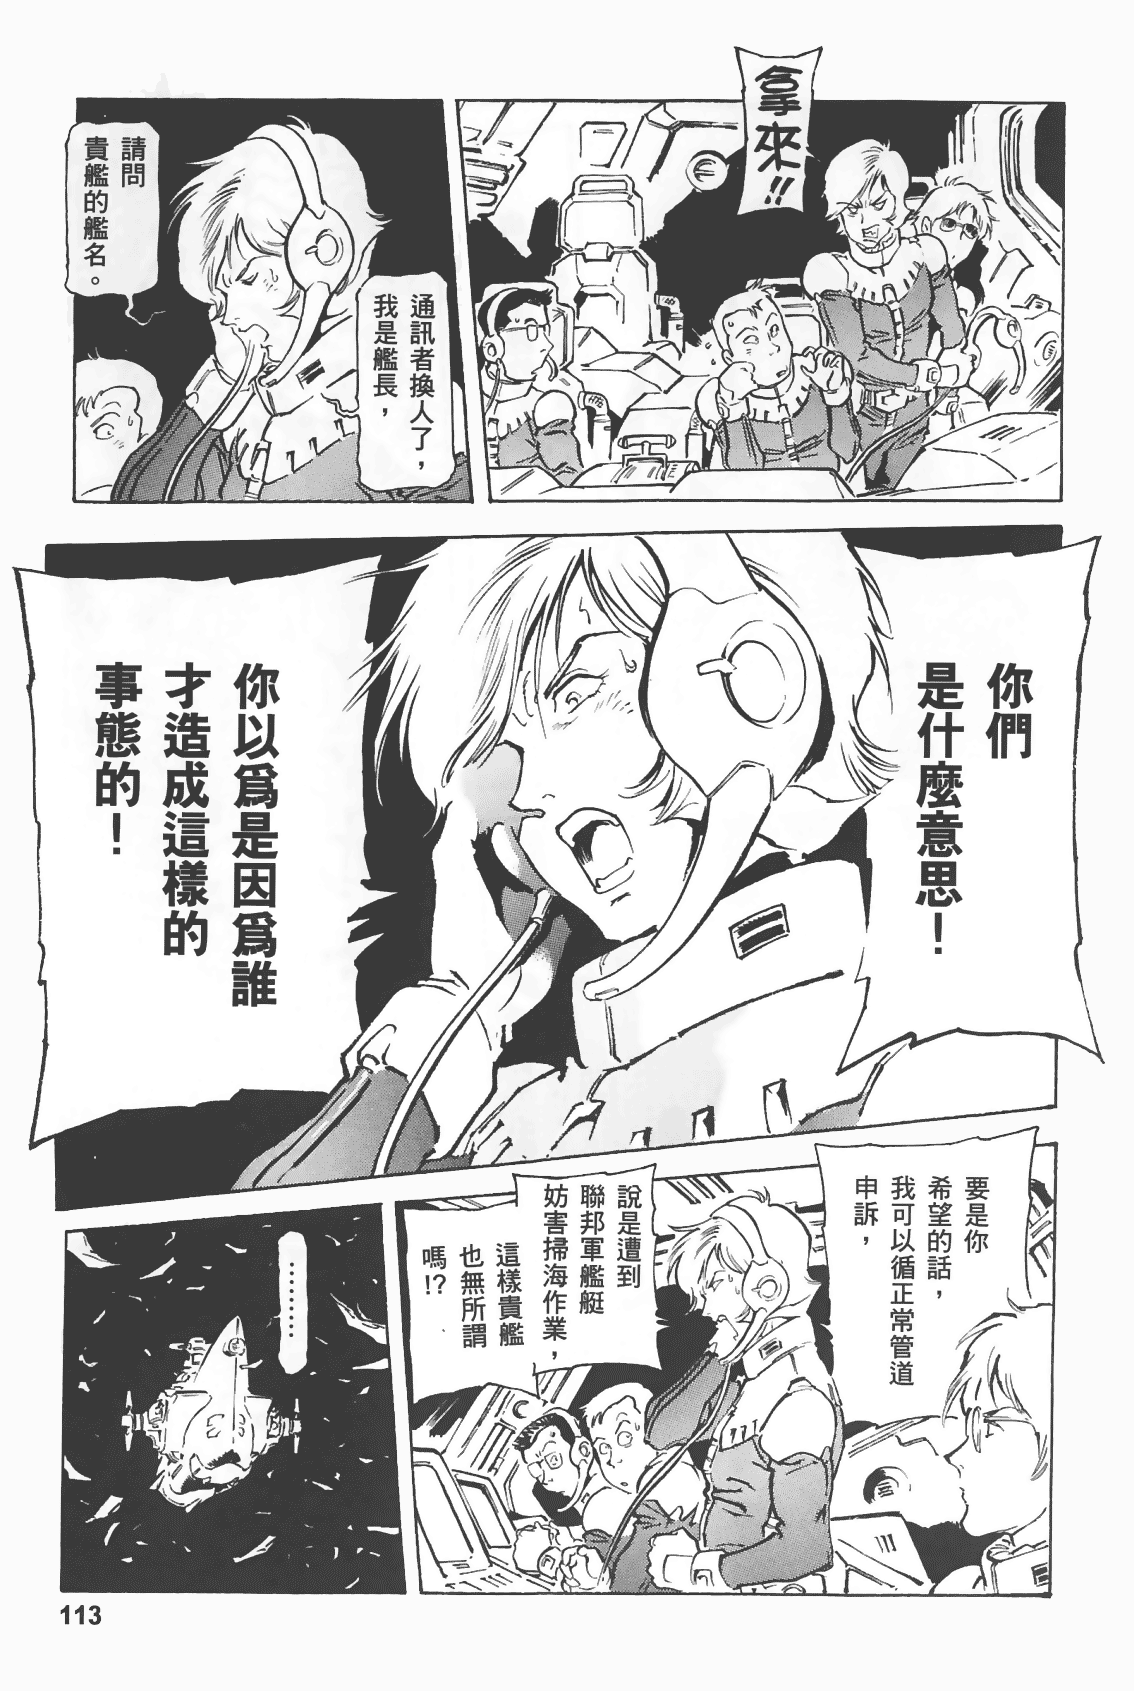 拿來!!
通訊者換人了，
我是艦長，
請問
貴艦的艦名。
你們
是什麼意思！
你以爲是因爲誰
才造成這樣的
事態的！
要是你
希望的話，
我可以循正常管道
申訴，
說是遭到
聯邦軍艦艇
妨害掃海作業，
這樣貴艦
也無所謂
嗎!?
………
113